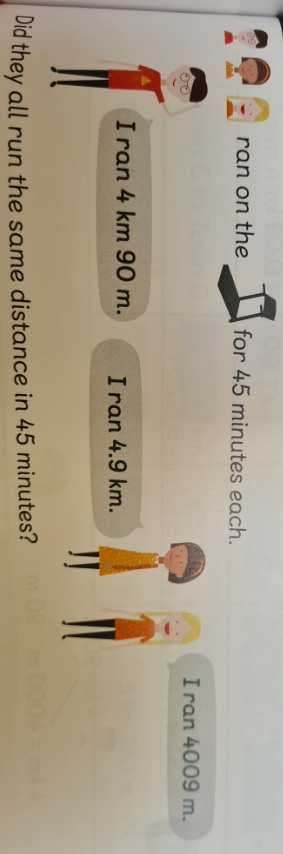 ran on the for 45 minutes each.
I ran 4 km 90 m.
I ran 4.9 km.
I ran 4009 m.
Did they all run the same distance in 45 minutes?